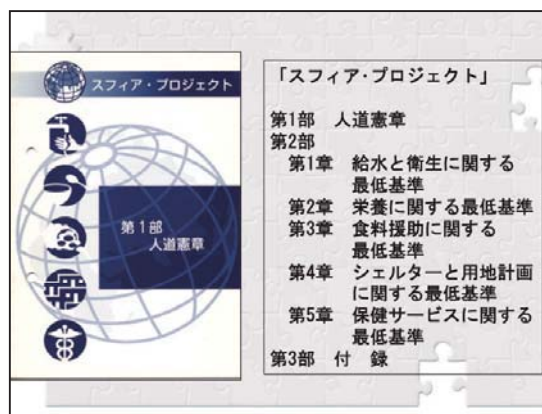 スフィア・プロジェクト
第1部
人道憲章
「スフィア・プロジェクト」
第1部 人道憲章
第2部
第1章 給水と衛生に関する
最低基準
第2章 栄養に関する最低基準
第3章 食料援助に関する
最低基準
第4章 シェルターと用地計画
に関する最低基準
第5章 保健サービスに関する
最低基準
第3部 付 録